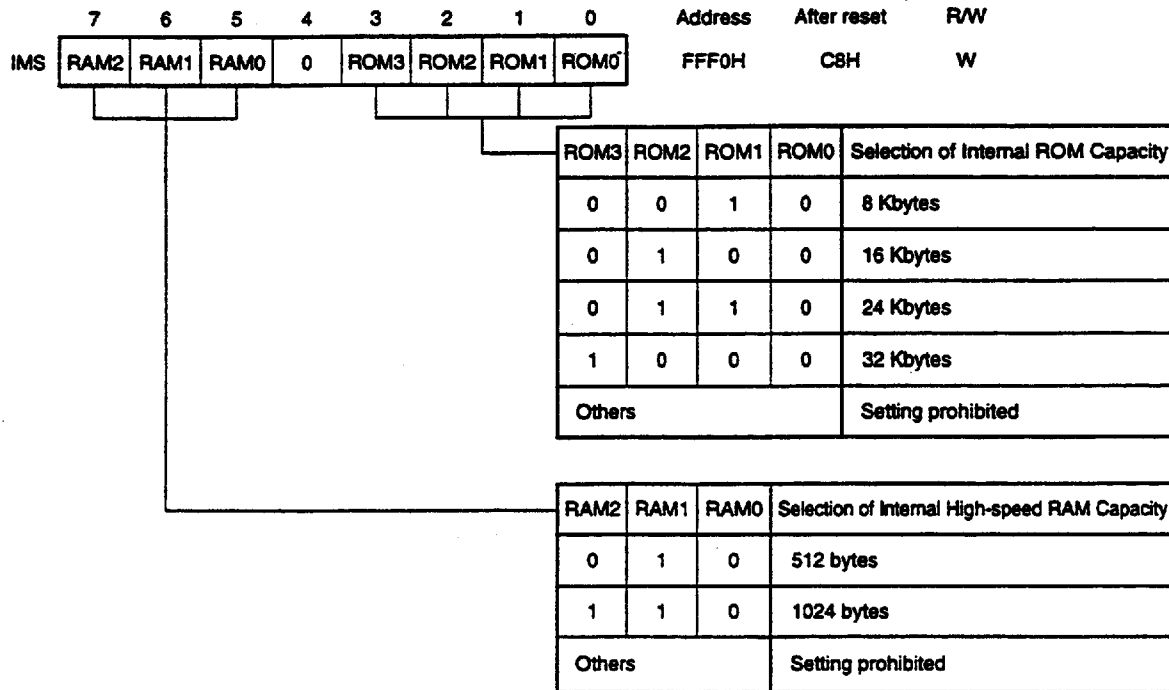 7 6 5 4 3 2 1 0 Address After reset R/W
IMS RAM2 RAM1 RAM0 0 ROM3 ROM2 ROM1 ROM0 FFF0H C8H W
ROM3 ROM2 ROM1 ROM0 Selection of Internal ROM Capacity
0 0 1 0 8 Kbytes
0 1 0 0 16 Kbytes
0 1 1 0 24 Kbytes
1 0 0 0 32 Kbytes
Others Setting prohibited
RAM2 RAM1 RAM0 Selection of Internal High-speed RAM Capacity
0 1 0 512 bytes
1 1 0 1024 bytes
Others Setting prohibited